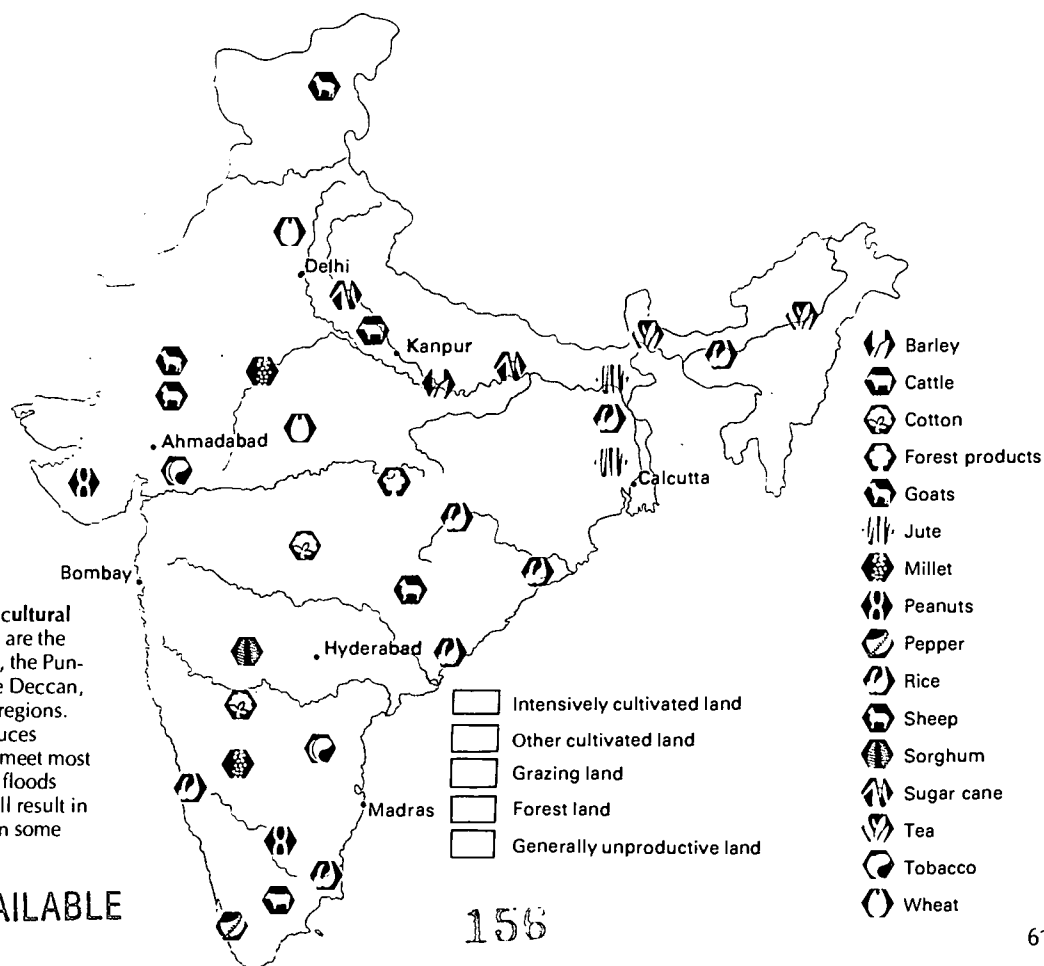 Delhi
Kanpur
Ahmadabad
Calcutta
Bombay
Hyderabad
Madras
cultural
are the
, the Pun-
e Deccan,
regions.
uces
meet most
floods
ll result in
n some
Intensively cultivated land
Other cultivated land
Grazing land
Forest land
Generally unproductive land
Barley
Cattle
Cotton
Forest products
Goats
Jute
Millet
Peanuts
Pepper
Rice
Sheep
Sorghum
Sugar cane
Tea
Tobacco
Wheat
AILABLE
156
61